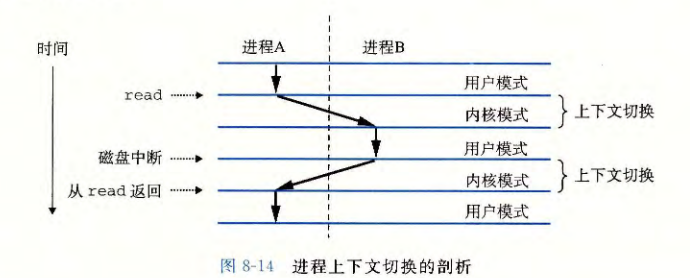 时间
进程A
进程B
用户模式
read
内核模式
上下文切换
用户模式
磁盘中断
内核模式
上下文切换
从 read 返回
用户模式
图 8-14 进程上下文切换的剖析